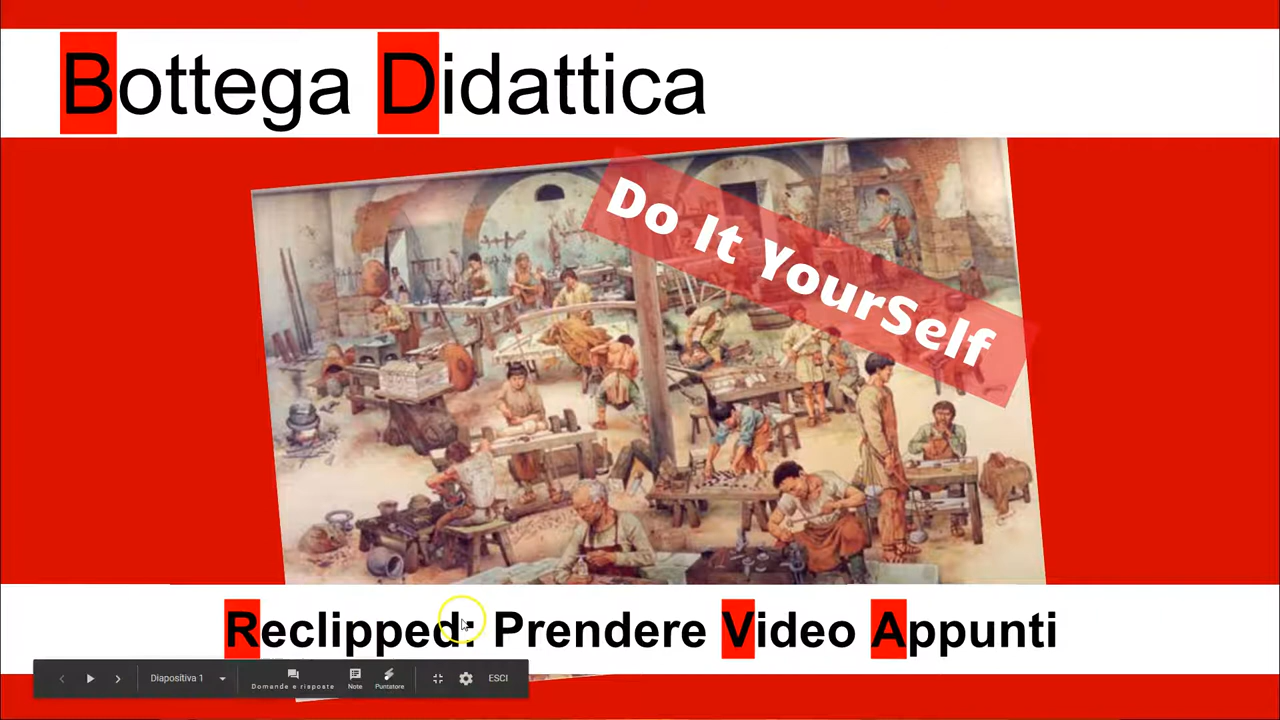 Bottega Didattica
Do It YourSelf
Reclipped: Prendere Video Appunti
Diapositiva 1
Domande e risposte
Note
Puntatore
ESCI